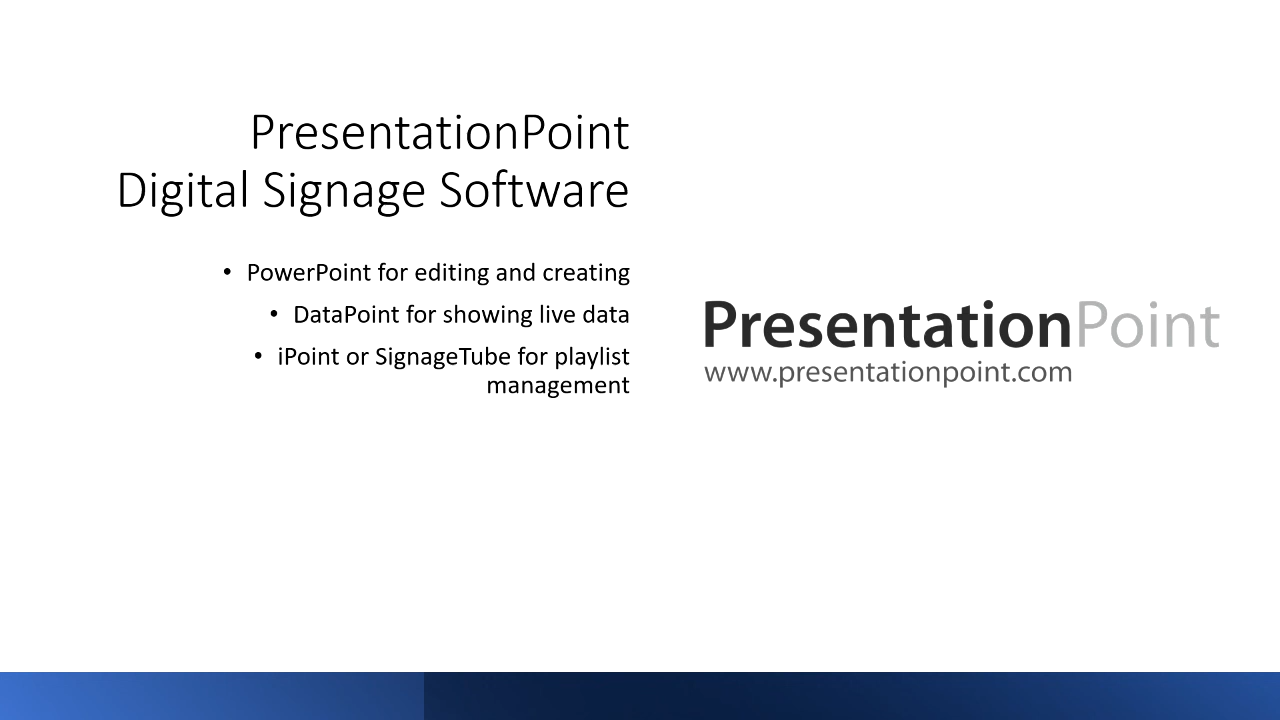 PresentationPoint
Digital Signage Software
• PowerPoint for editing and creating
• DataPoint for showing live data
• iPoint or SignageTube for playlist
management
PresentationPoint
www.presentationpoint.com